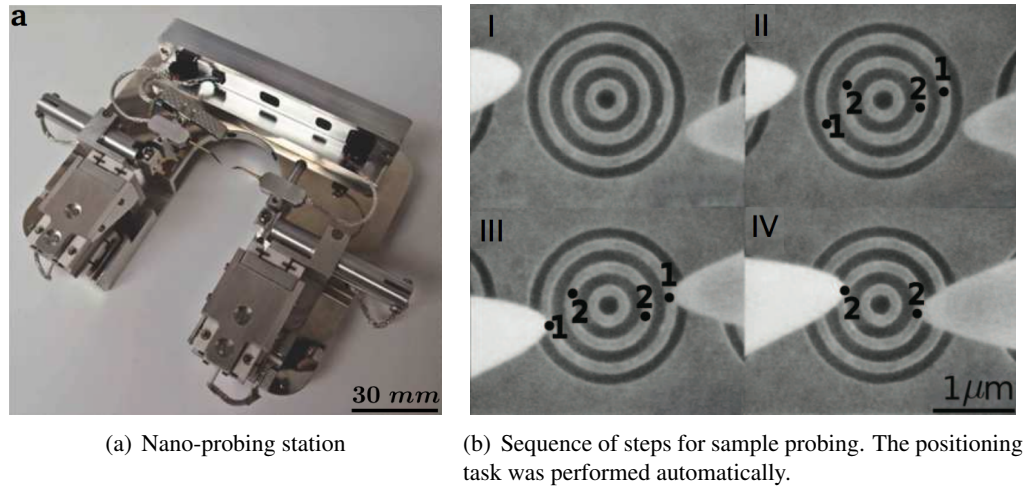 a
30 mm
I
II
1
2
2
1
III
1
2
2
1
IV
2
2
1μm
(a) Nano-probing station
(b) Sequence of steps for sample probing. The positioning
task was performed automatically.